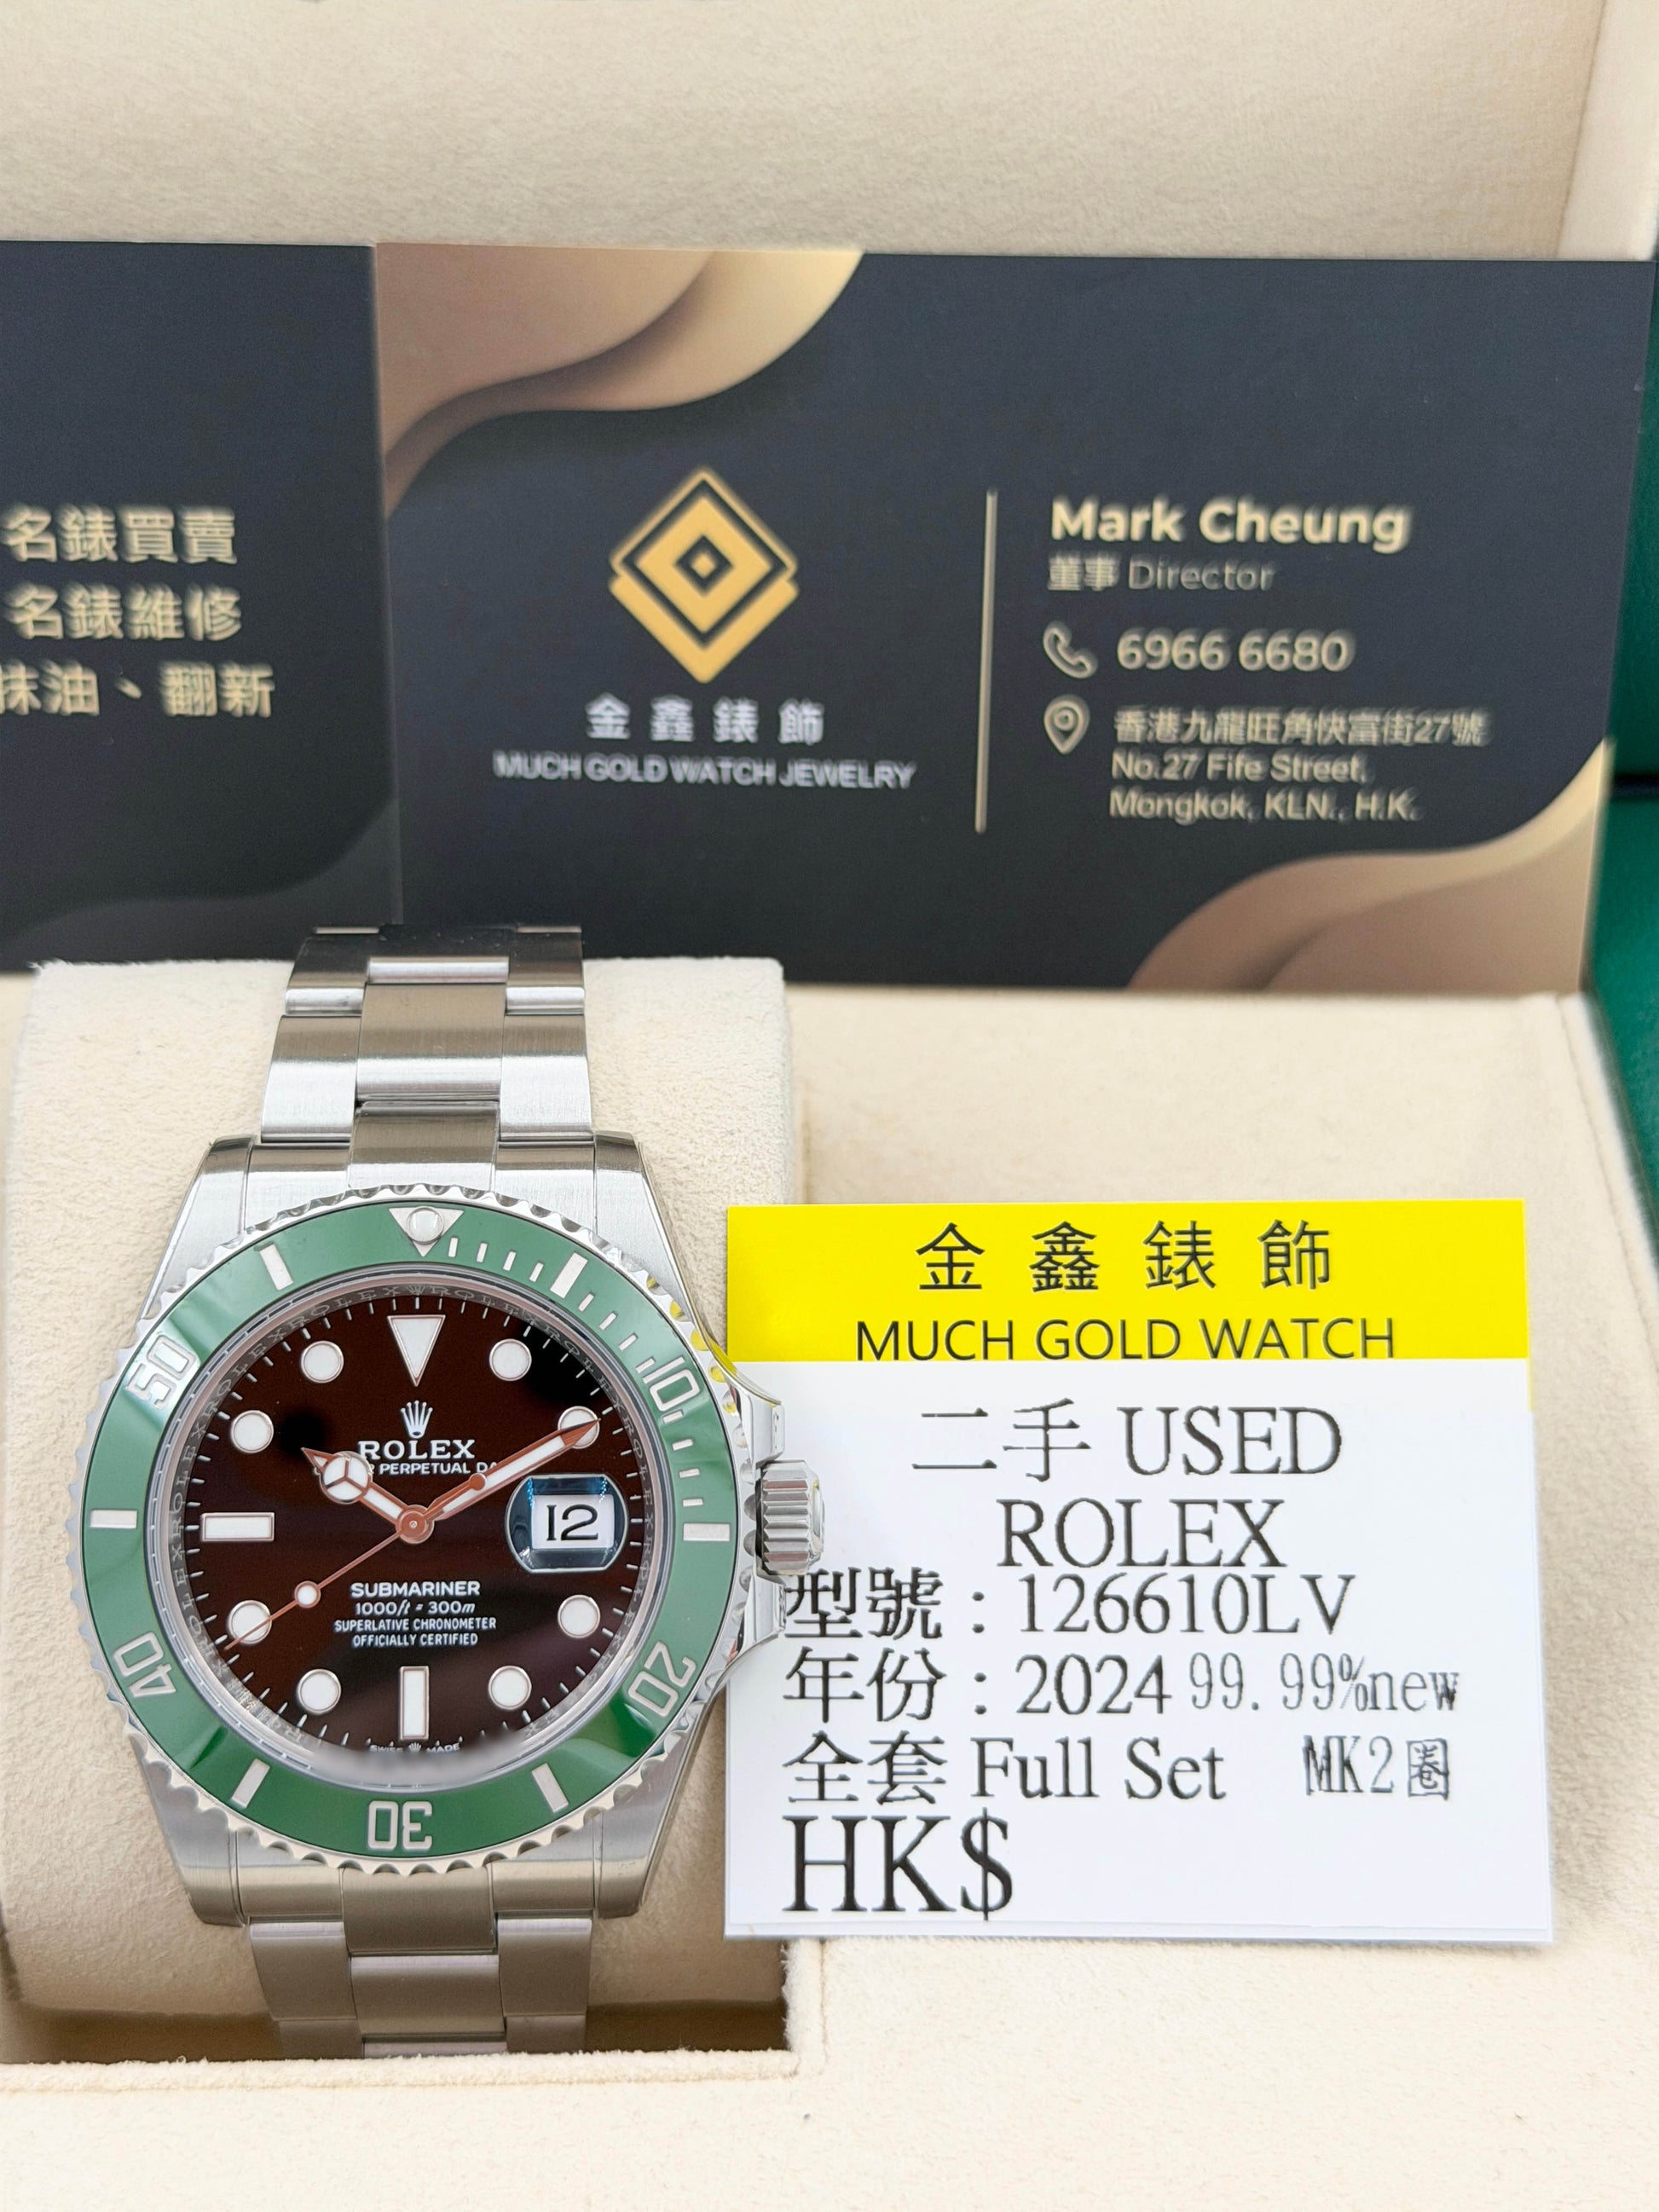 名錶買賣
名錶維修
抹油、翻新
金鑫錶飾
MUCH GOLD WATCH JEWELRY
Mark Cheung
董事 Director
6966 6680
香港九龍旺角快富街27號
No.27 Fife Street,
Mongkok, KLN., H.K.
50
10
40
20
30
ROLEX
PERPETUAL
12
SUBMARINER
1000ft = 300m
SUPERLATIVE CHRONOMETER
OFFICIALLY CERTIFIED
SWISS MADE
金鑫錶飾
MUCH GOLD WATCH
二手 USED
ROLEX
型號：126610LV
年份：2024 99.99%new
全套 Full Set MK2圈
HK$